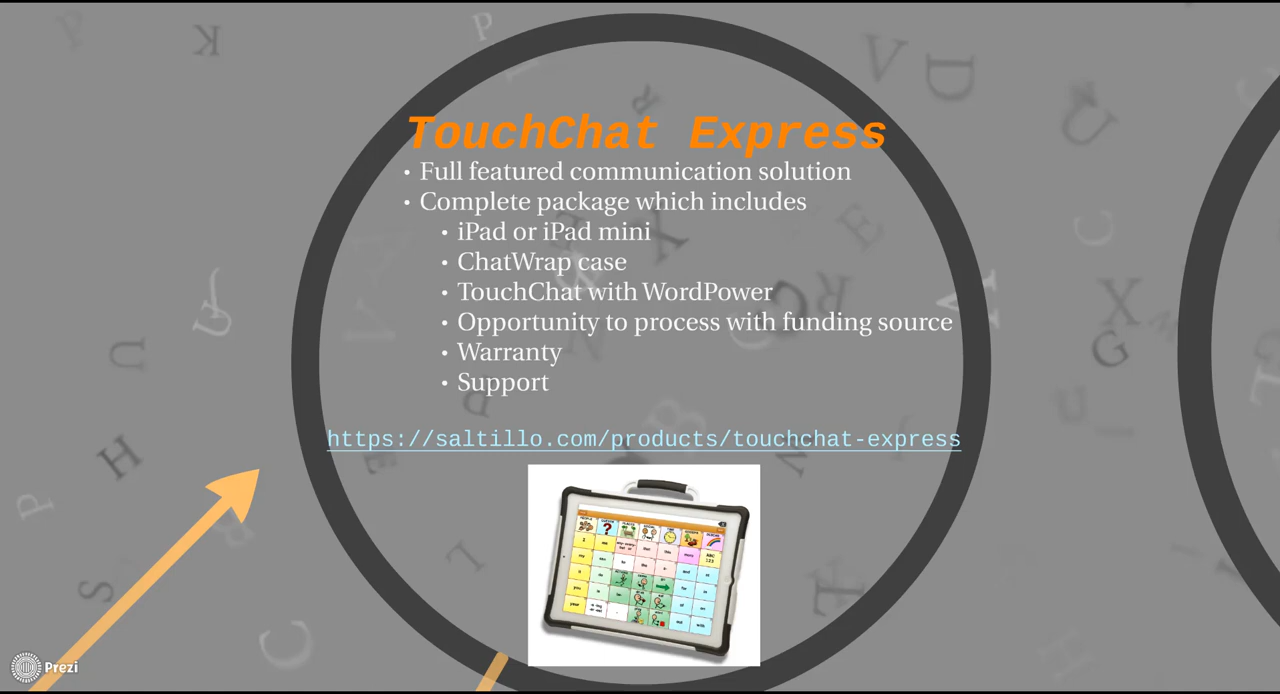 TouchChat Express
• Full featured communication solution
• Complete package which includes
• iPad or iPad mini
• ChatWrap case
• TouchChat with WordPower
• Opportunity to process with funding source
• Warranty
• Support
https://saltillo.com/products/touchchat-express
Prezi